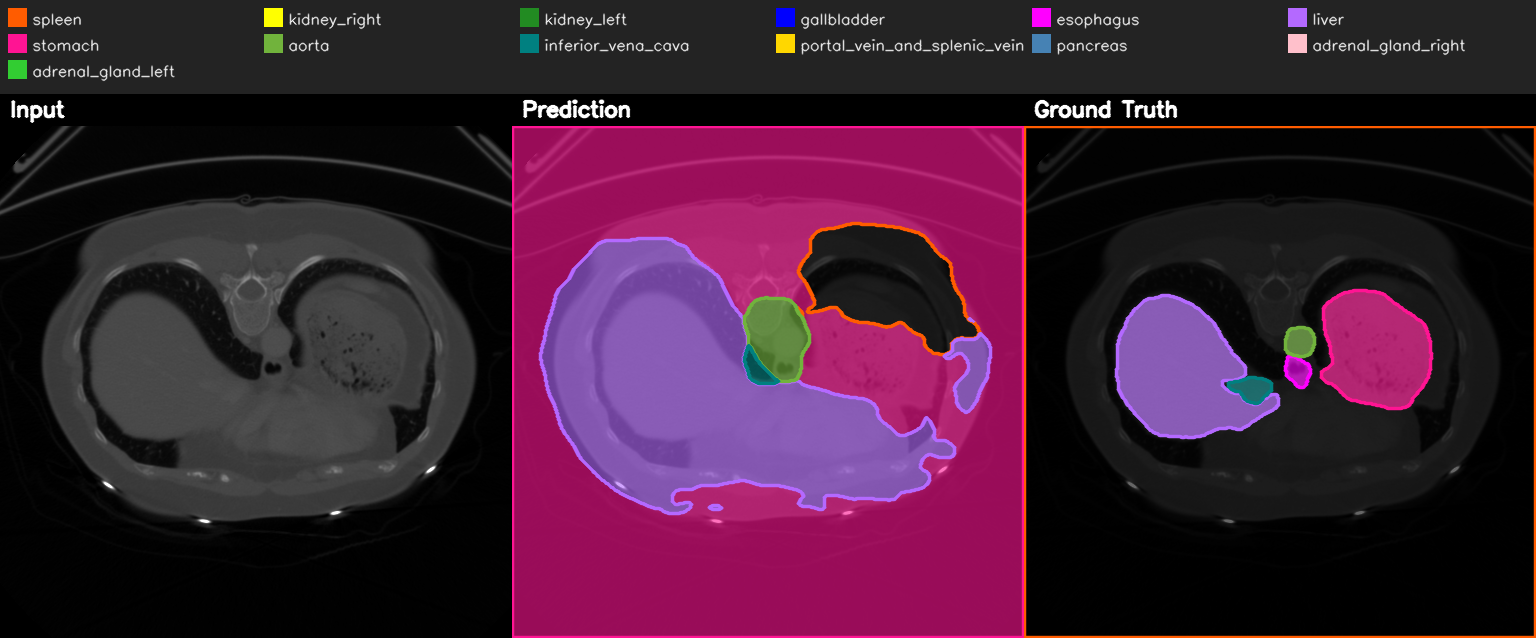 spleen kidney_right kidney_left gallbladder esophagus liver
stomach aorta inferior_vena_cava portal_vein_and_splenic_vein pancreas adrenal_gland_right
adrenal_gland_left
Input Prediction Ground Truth